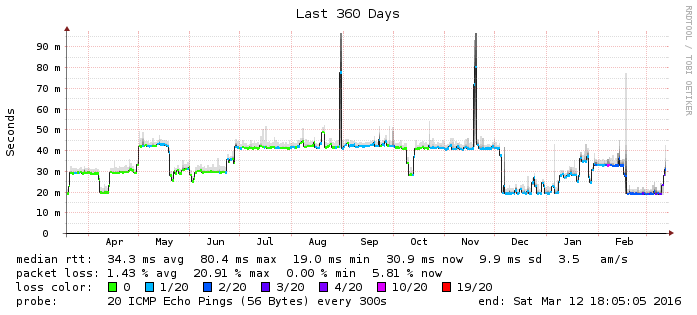 Last 360 Days
RRDTOOL / TOBI OETIKER
Seconds
90 m
80 m
70 m
60 m
50 m
40 m
30 m
20 m
10 m
0
Apr May Jun Jul Aug Sep Oct Nov Dec Jan Feb
median rtt: 34.3 ms avg 80.4 ms max 19.0 ms min 30.9 ms now 9.9 ms sd 3.5 am/s
packet loss: 1.43 % avg 20.91 % max 0.00 % min 5.81 % now
loss color: 0 1/20 2/20 3/20 4/20 10/20 19/20
probe: 20 ICMP Echo Pings (56 Bytes) every 300s end: Sat Mar 12 18:05:05 2016